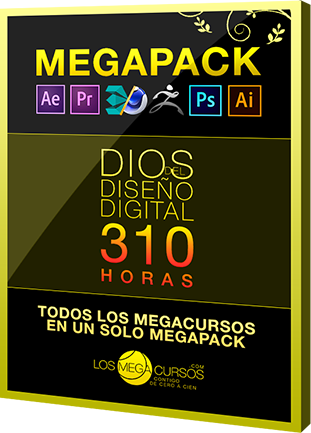 MEGAPACK
Ae Pr Ps Ai
DIOS DEL
DISEÑO
DIGITAL
310
HORAS
TODOS LOS MEGACURSOS
EN UN SOLO MEGAPACK
LOS MEGA CURSOS .COM
CONTIGO
DE CERO A CIEN